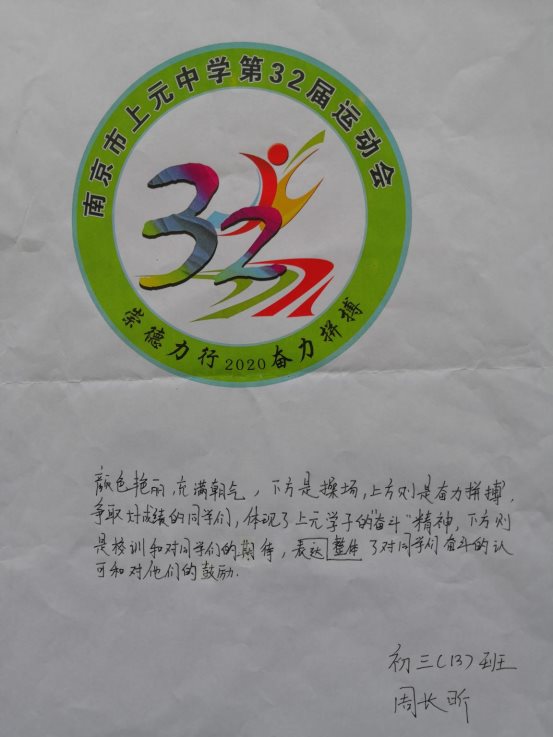 南京市上元中学第32届运动会
32
崇德力行2020奋力拼搏
颜色艳丽,充满朝气,下方是操场,上方则是奋力拼搏,
争取好成绩的同学们,体现了上元学子的"奋斗"精神,下方则
是校训和对同学们的期待,表达整体了对同学们奋斗的认
可和对他们的鼓励.
初三(13)班
周长昕